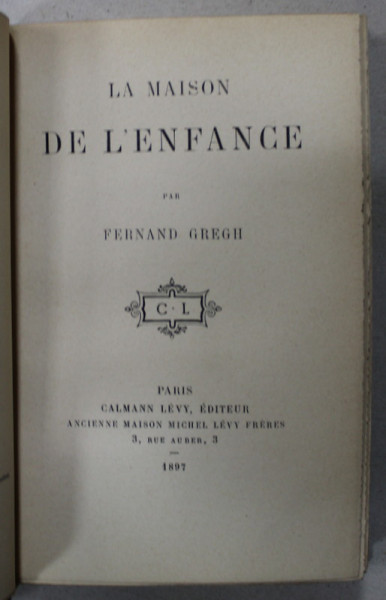 LA MAISON
DE L'ENFANCE
PAR
FERNAND GREGH
C·L
PARIS
CALMANN LÉVY, ÉDITEUR
ANCIENNE MAISON MICHEL LÉVY FRÈRES
3, RUE AUBER, 3
1897